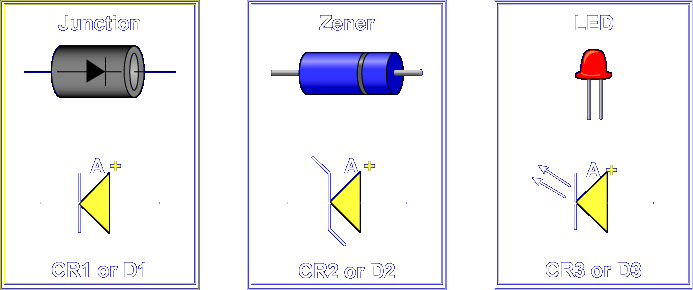 Junction
A +
CR1 or D1
Zener
A +
CR2 or D2
LED
A +
CR3 or D3